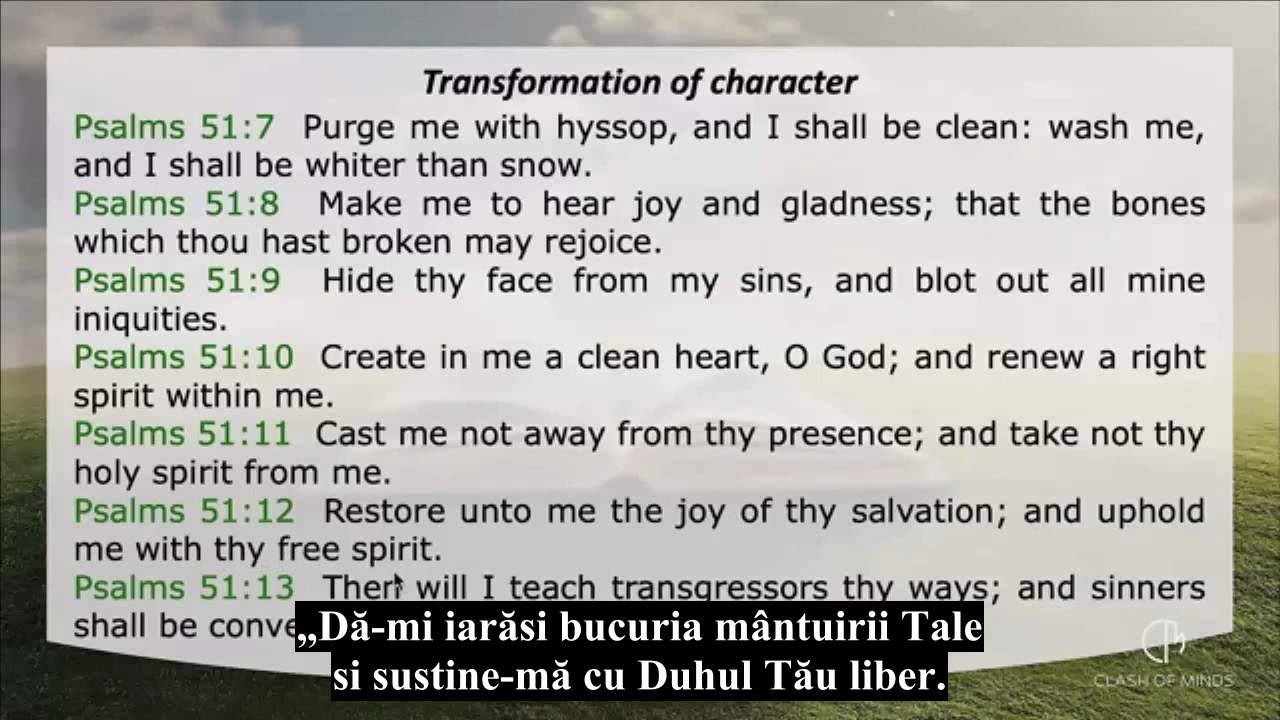 Transformation of character
Psalms 51:7 Purge me with hyssop, and I shall be clean: wash me,
and I shall be whiter than snow.
Psalms 51:8 Make me to hear joy and gladness; that the bones
which thou hast broken may rejoice.
Psalms 51:9 Hide thy face from my sins, and blot out all mine
iniquities.
Psalms 51:10 Create in me a clean heart, O God; and renew a right
spirit within me.
Psalms 51:11 Cast me not away from thy presence; and take not thy
holy spirit from me.
Psalms 51:12 Restore unto me the joy of thy salvation; and uphold
me with thy free spirit.
Psalms 51:13 Then will I teach transgressors thy ways; and sinners
shall be
„Dă-mi iarăsi bucuria mântuirii Tale
si sustine-mă cu Duhul Tău liber.
CLASH OF MINDS